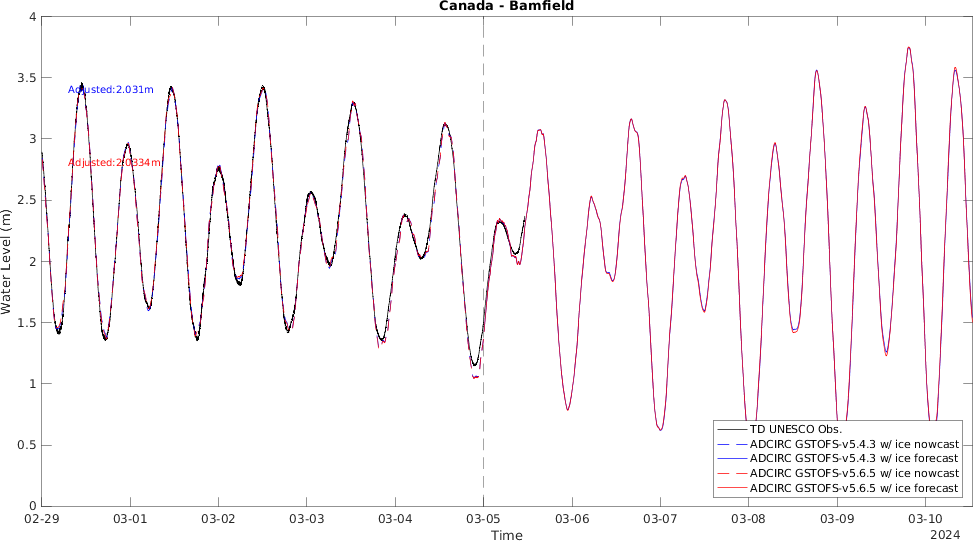 Canada - Bamfield
4
3.5
3
2.5
2
1.5
1
0.5
0
Water Level (m)
Adjusted:2.031m
Adjusted:2.0334m
TD UNESCO Obs.
ADCIRC GSTOFS-v5.4.3 w/ ice nowcast
ADCIRC GSTOFS-v5.4.3 w/ ice forecast
ADCIRC GSTOFS-v5.6.5 w/ ice nowcast
ADCIRC GSTOFS-v5.6.5 w/ ice forecast
02-29 03-01 03-02 03-03 03-04 03-05 03-06 03-07 03-08 03-09 03-10
Time
2024